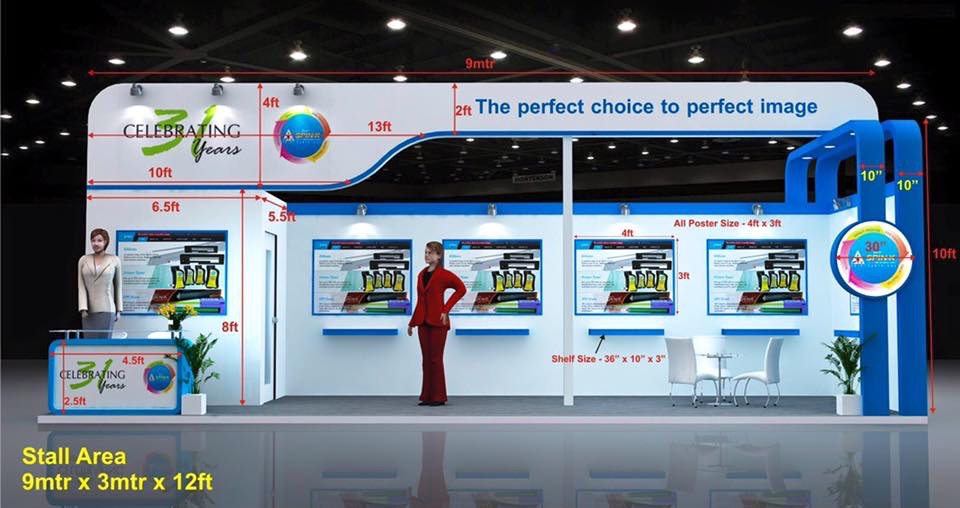 9mtr
4ft
2ft
The perfect choice to perfect image
31
CELEBRATING
Years
SPINK
13ft
10ft
6.5ft
5.5ft
10”
10”
All Poster Size - 4ft x 3ft
4ft
3ft
30”
SPINK
10ft
8ft
Shelf Size - 36” x 10” x 3”
4.5ft
31
CELEBRATING
Years
2.5ft
Stall Area
9mtr x 3mtr x 12ft